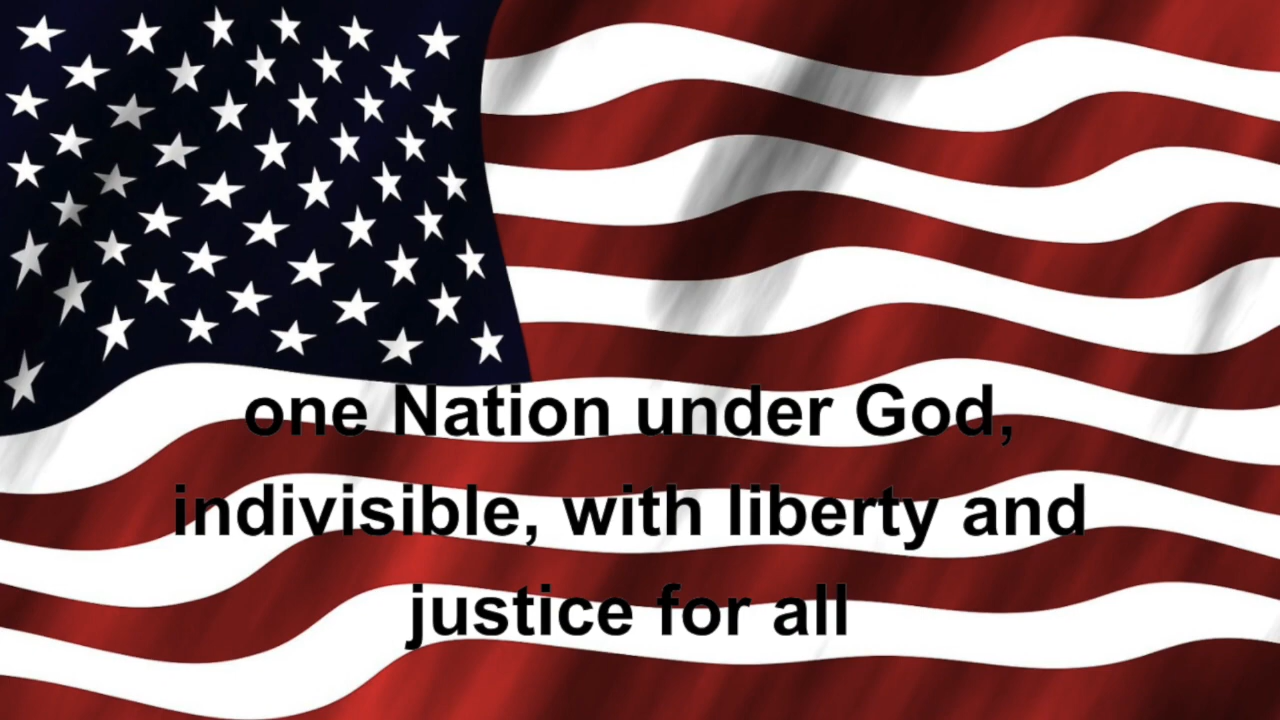 one Nation under God,
indivisible, with liberty and
justice for all